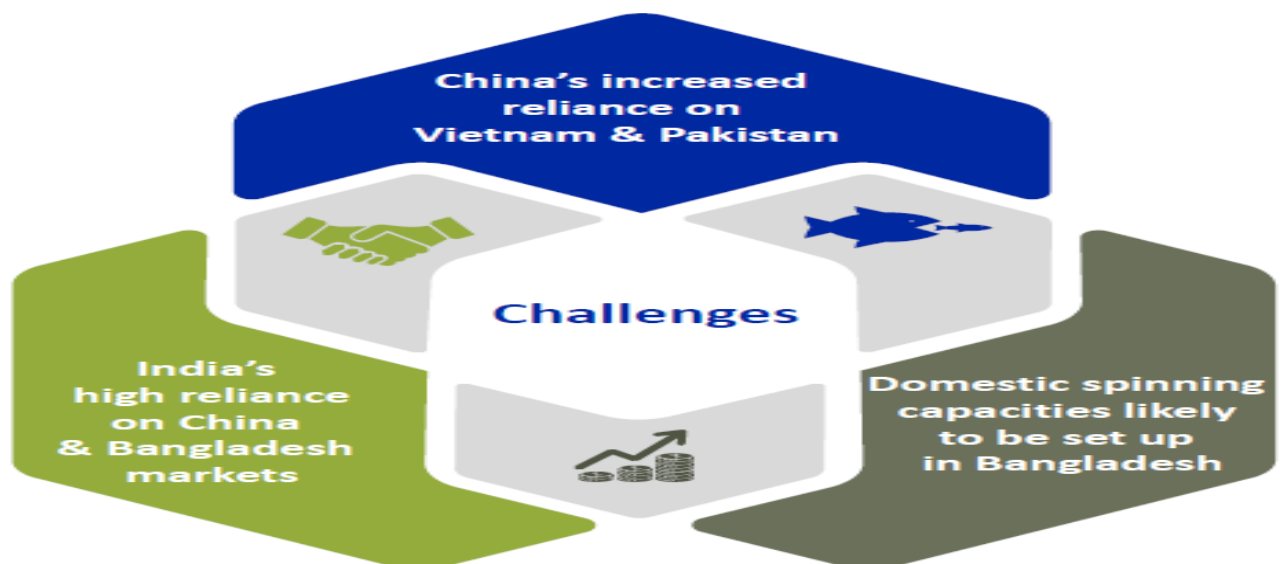 China's increased
reliance on
Vietnam & Pakistan
Challenges
India's
high reliance
on China
& Bangladesh
markets
Domestic spinning
capacities likely
to be set up
in Bangladesh